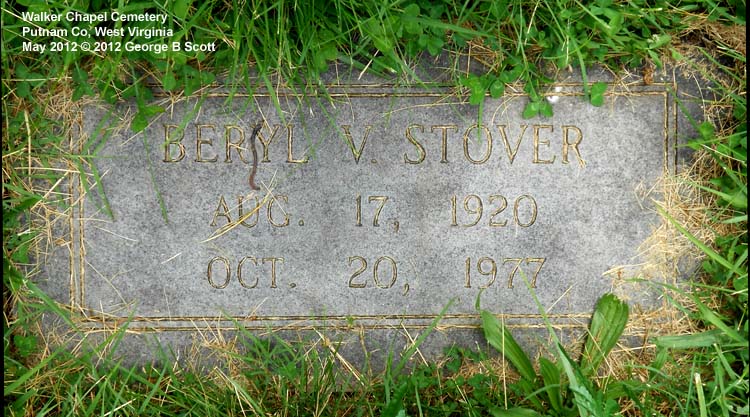 Walker Chapel Cemetery
Putnam Co, West Virginia
May 2012 © 2012 George B Scott
BERYL V. STOVER
AUG. 17, 1920
OCT. 20, 1977